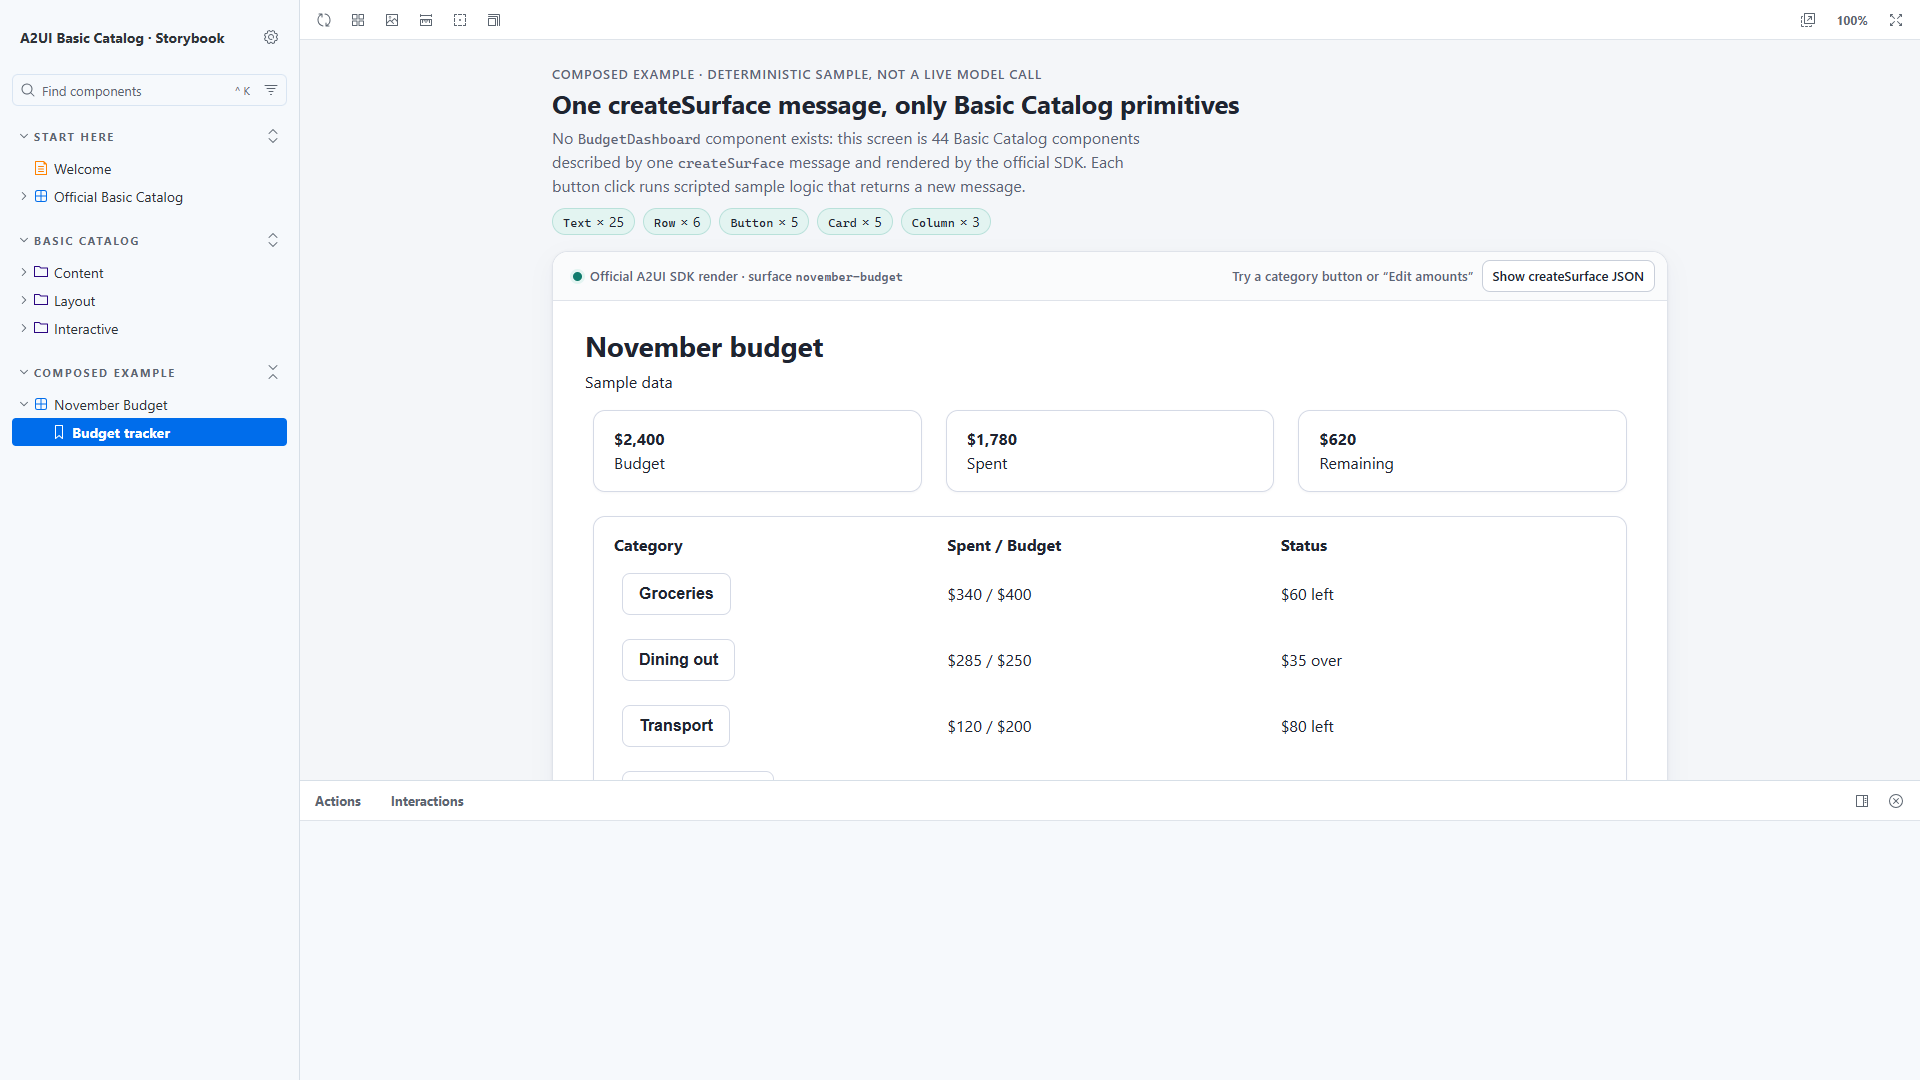 A2UI Basic Catalog · Storybook
Find components
^ K
START HERE
Welcome
Official Basic Catalog
BASIC CATALOG
Content
Layout
Interactive
COMPOSED EXAMPLE
November Budget
Budget tracker
100%
COMPOSED EXAMPLE · DETERMINISTIC SAMPLE, NOT A LIVE MODEL CALL
One createSurface message, only Basic Catalog primitives
No BudgetDashboard component exists: this screen is 44 Basic Catalog components
described by one createSurface message and rendered by the official SDK. Each
button click runs scripted sample logic that returns a new message.
Text × 25
Row × 6
Button × 5
Card × 5
Column × 3
Official A2UI SDK render · surface november-budget
Try a category button or “Edit amounts”
Show createSurface JSON
November budget
Sample data
$2,400
Budget
$1,780
Spent
$620
Remaining
Category
Spent / Budget
Status
Groceries
$340 / $400
$60 left
Dining out
$285 / $250
$35 over
Transport
$120 / $200
$80 left
Actions
Interactions